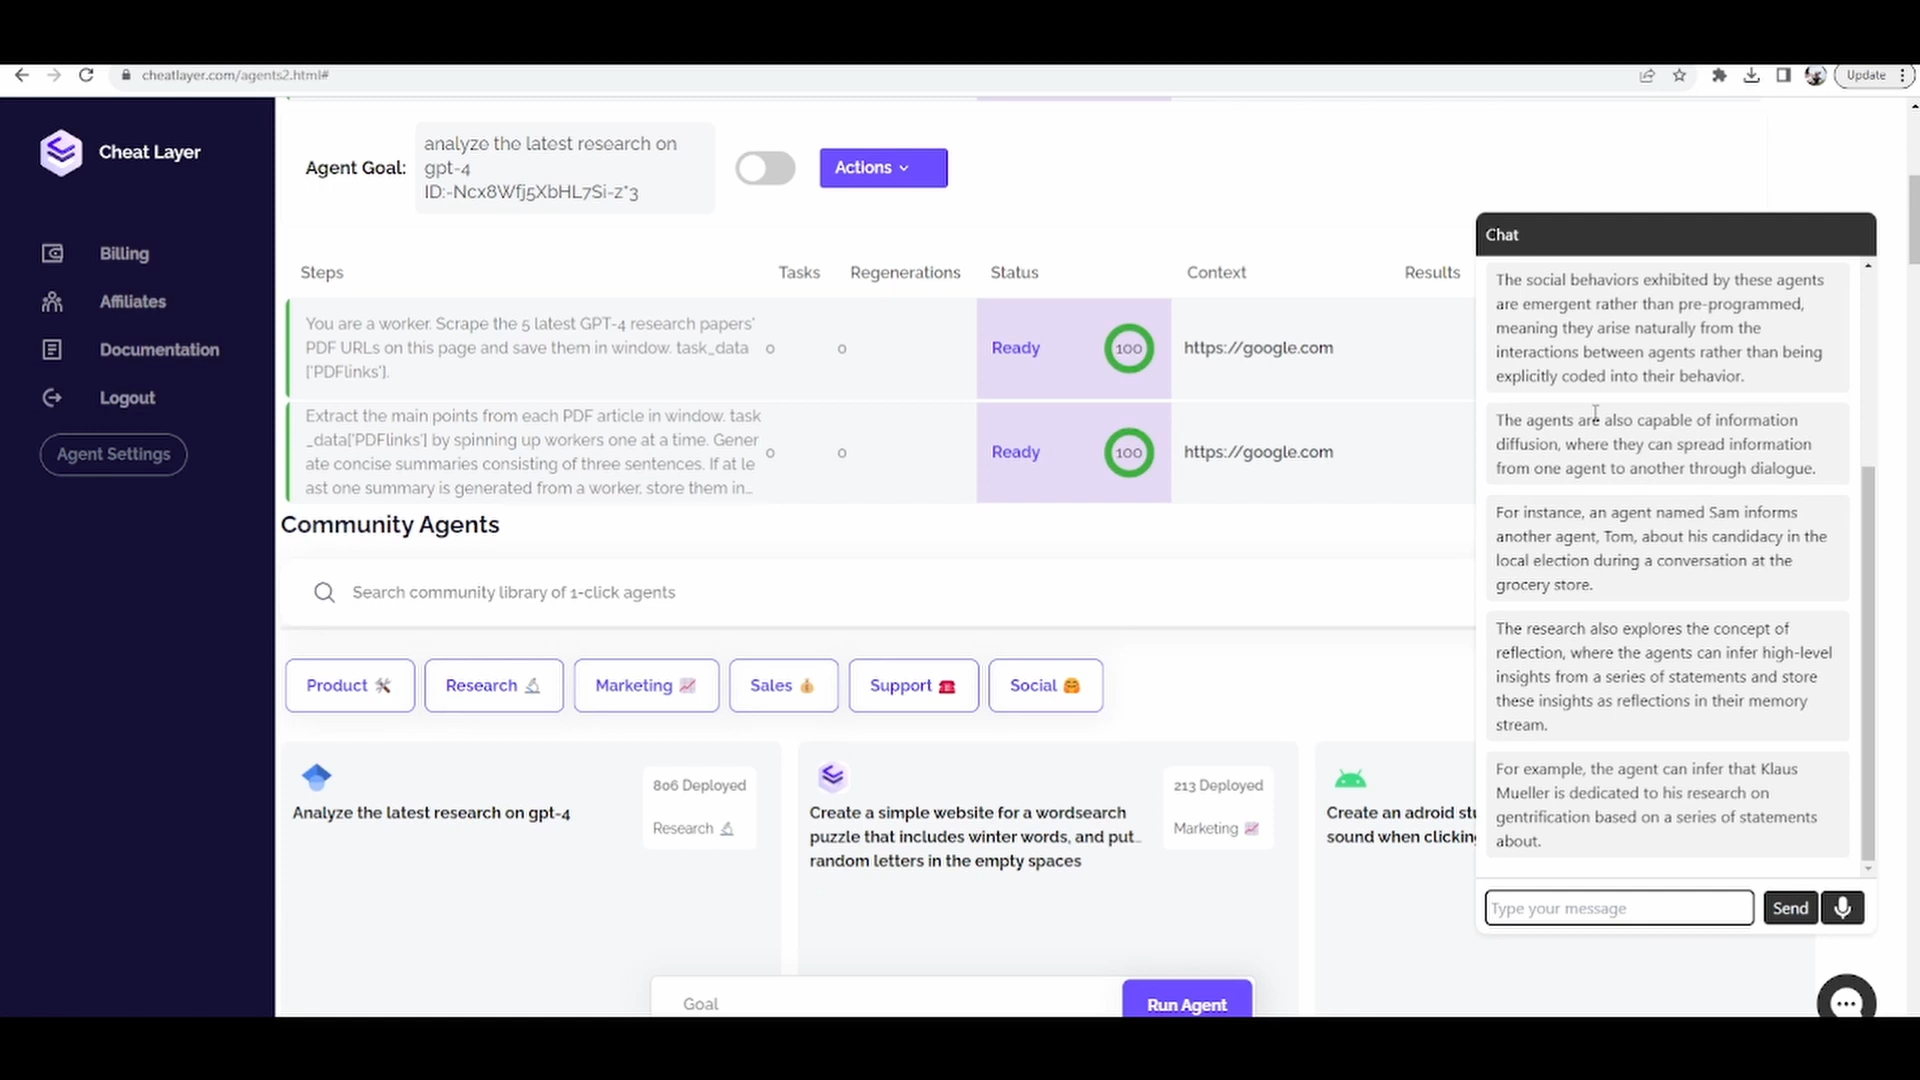 cheatlayer.com/agents2.html#
Update
Cheat Layer
Billing
Affiliates
Documentation
Logout
Agent Settings
Agent Goal:
analyze the latest research on
gpt-4
ID:-Ncx8Wfj5XbHL7Si-z*3
Actions
Steps
Tasks
Regenerations
Status
Context
Results
You are a worker. Scrape the 5 latest GPT-4 research papers'
PDF URLs on this page and save them in window. task_data
['PDFlinks'].
0
0
Ready
100
https://google.com
Extract the main points from each PDF article in window. task
_data['PDFlinks'] by spinning up workers one at a time. Gener
ate concise summaries consisting of three sentences. If at le
ast one summary is generated from a worker, store them in...
0
0
Ready
100
https://google.com
Community Agents
Search community library of 1-click agents
Product
Research
Marketing
Sales
Support
Social
Analyze the latest research on gpt-4
806 Deployed
Research
Create a simple website for a wordsearch
puzzle that includes winter words, and put...
random letters in the empty spaces
213 Deployed
Marketing
Create an adroid stu
sound when clicking
Goal
Run Agent
Chat
The social behaviors exhibited by these agents
are emergent rather than pre-programmed,
meaning they arise naturally from the
interactions between agents rather than being
explicitly coded into their behavior.
The agents are also capable of information
diffusion, where they can spread information
from one agent to another through dialogue.
For instance, an agent named Sam informs
another agent, Tom, about his candidacy in the
local election during a conversation at the
grocery store.
The research also explores the concept of
reflection, where the agents can infer high-level
insights from a series of statements and store
these insights as reflections in their memory
stream.
For example, the agent can infer that Klaus
Mueller is dedicated to his research on
gentrification based on a series of statements
about.
Type your message
Send